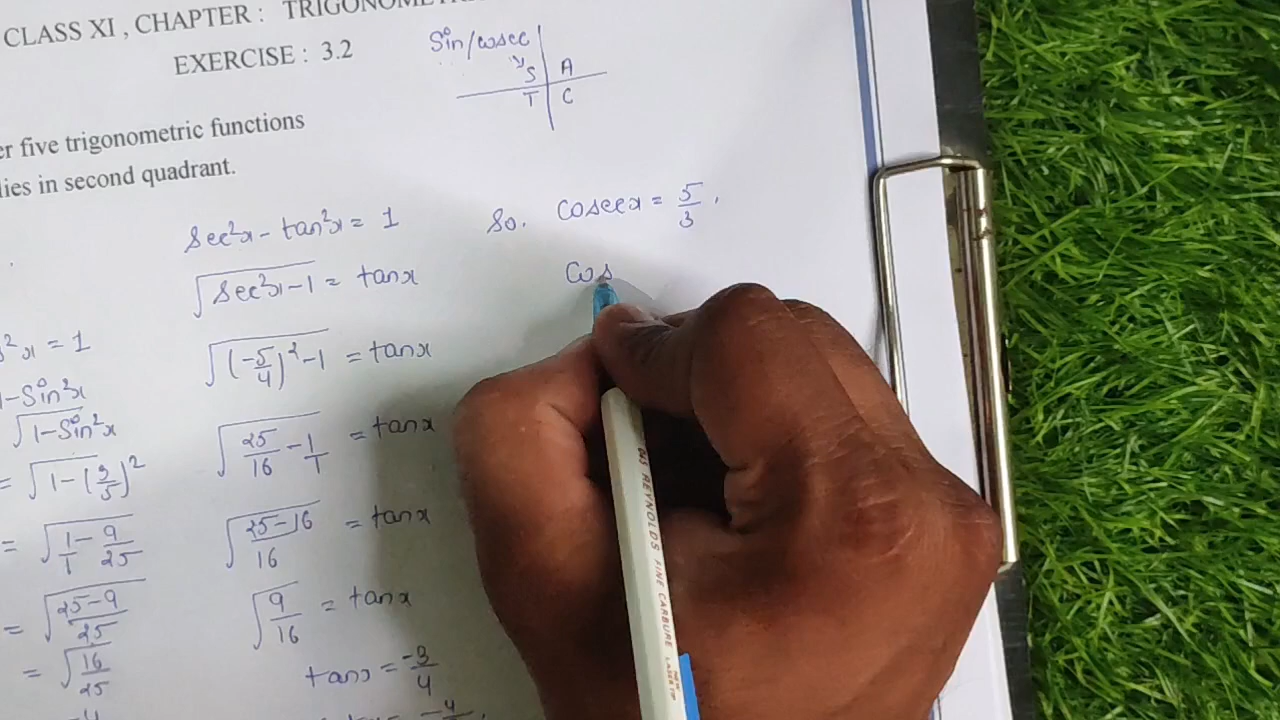 CLASS XI , CHAPTER :
EXERCISE : 3.2
Sin/cosec
S A
T C
five trigonometric functions
lies in second quadrant.
sec²x - tan²x = 1
√(sec²x - 1) = tanx
√((-5/4)² - 1) = tanx
√(25/16 - 1/1) = tanx
√((25-16)/16) = tanx
√(9/16) = tanx
tanx = -3/4
-4
x = 1
1-Sin²x
√(1-Sin²x)
= √(1-(3/5)²)
= √(1/1 - 9/25)
= √((25-9)/25)
= √(16/25)
-4
So. Cosecx = 5/3 .
Cos
REYNOLDS FINE CARBURE